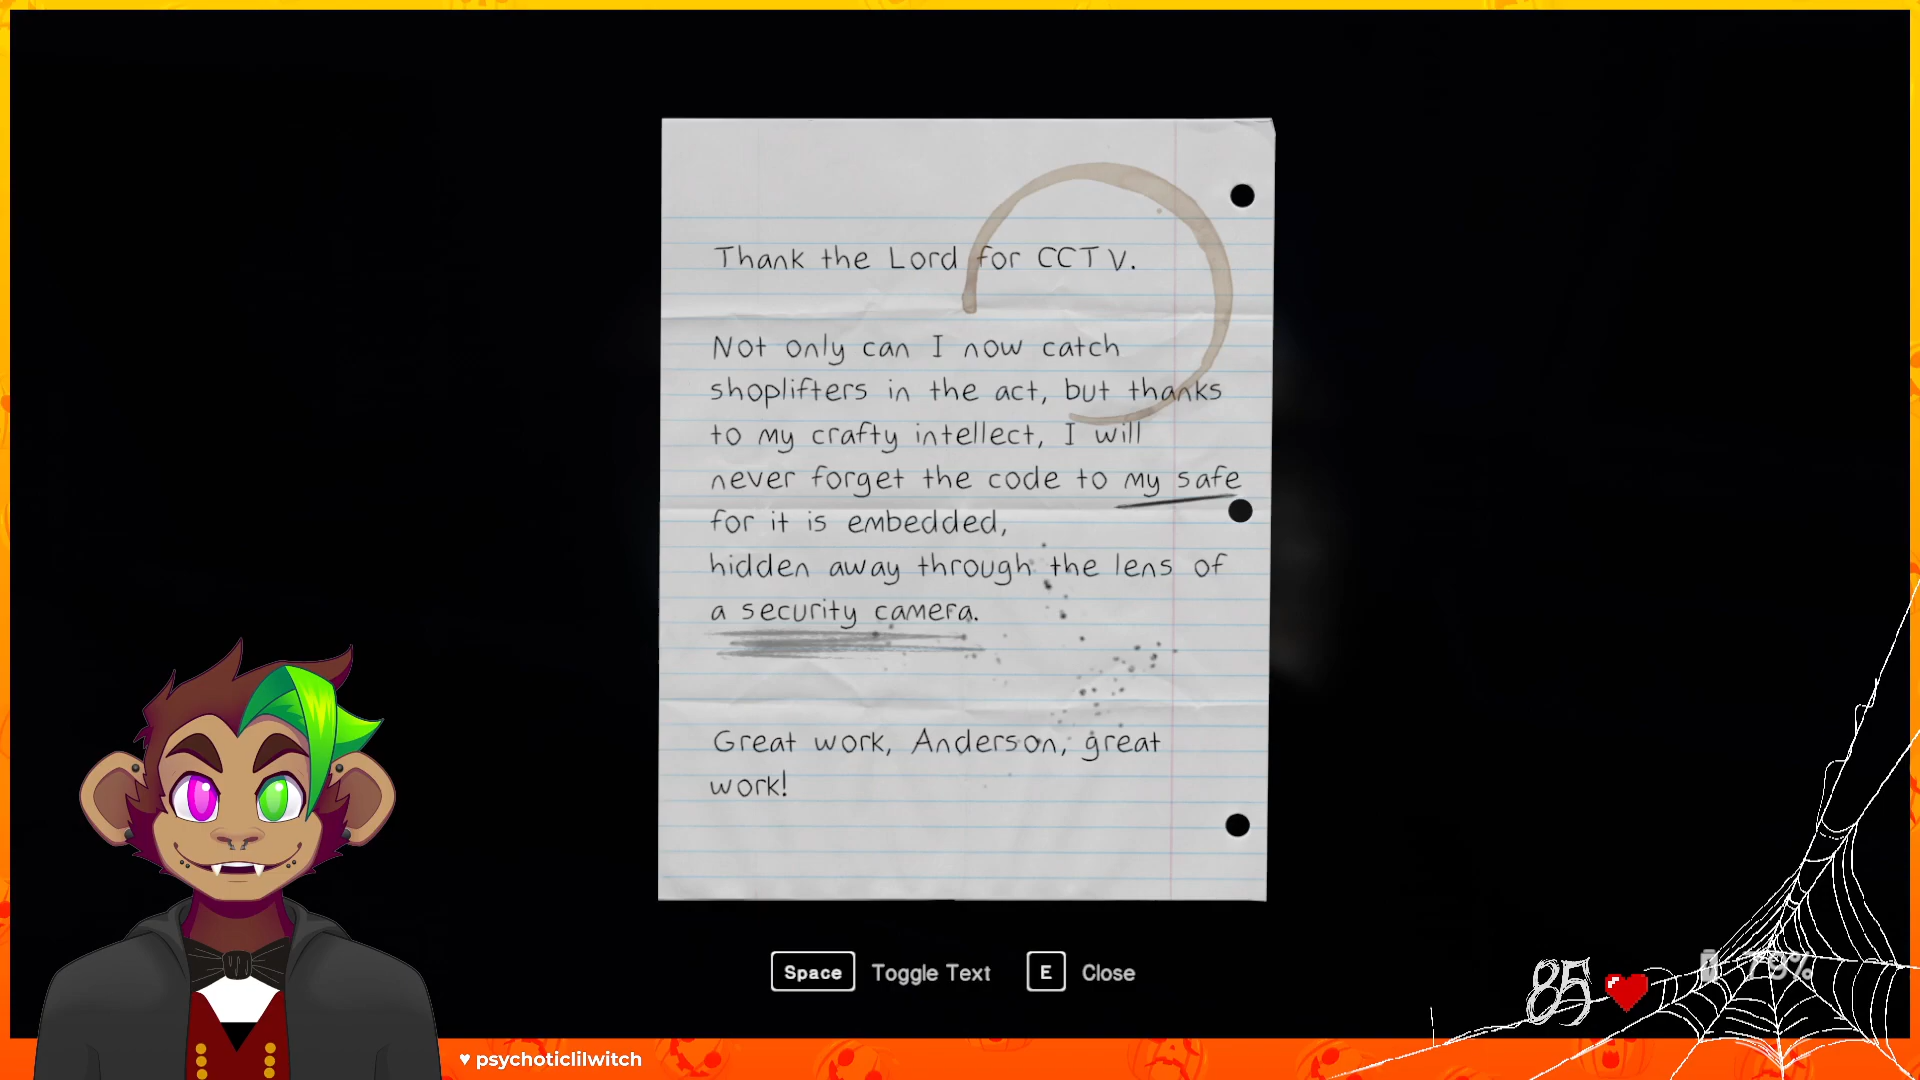 Thank the Lord for CCTV.
Not only can I now catch
shoplifters in the act, but thanks
to my crafty intellect, I will
never forget the code to my safe
for it is embedded,
hidden away through the lens of
a security camera.
Great work, Anderson, great
work!
Space Toggle Text E Close
85
79%
♥ psychoticlilwitch